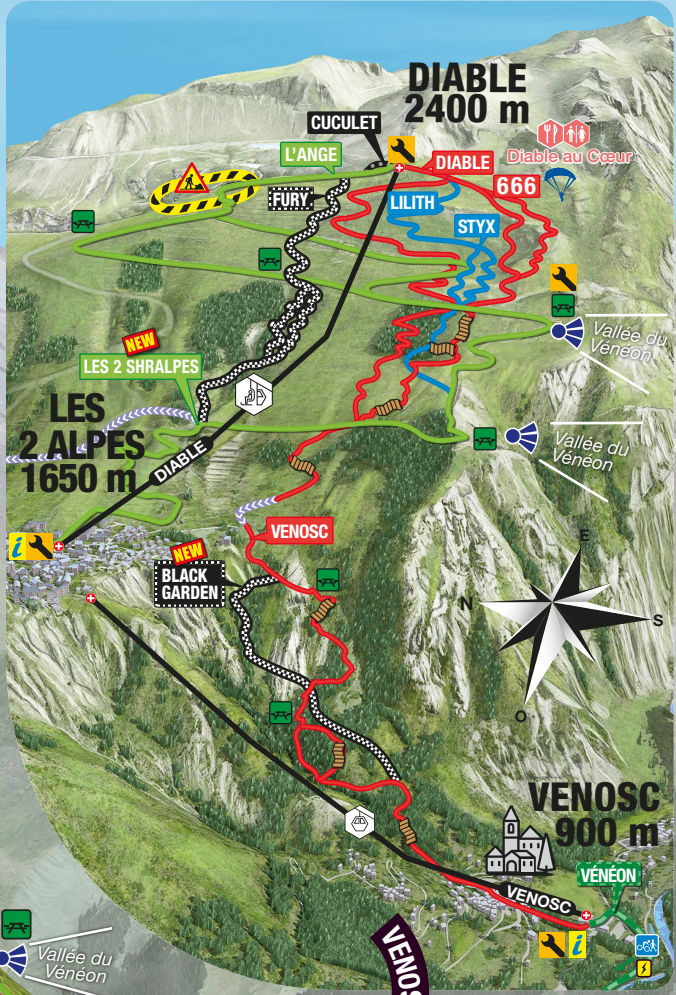 DIABLE
2400 m
CUCULET
L'ANGE
DIABLE
Diable au Cœur
666
FURY
LILITH
STYX
NEW
LES 2 SHRALPES
Vallée du
Vénéon
LES
2 ALPES
1650 m
DIABLE
Vallée du
Vénéon
i
VENOSC
NEW
BLACK
GARDEN
E
N
S
O
VENOSC
900 m
VÉNÉON
VENOSC
i
Vallée du
Vénéon
VENOS